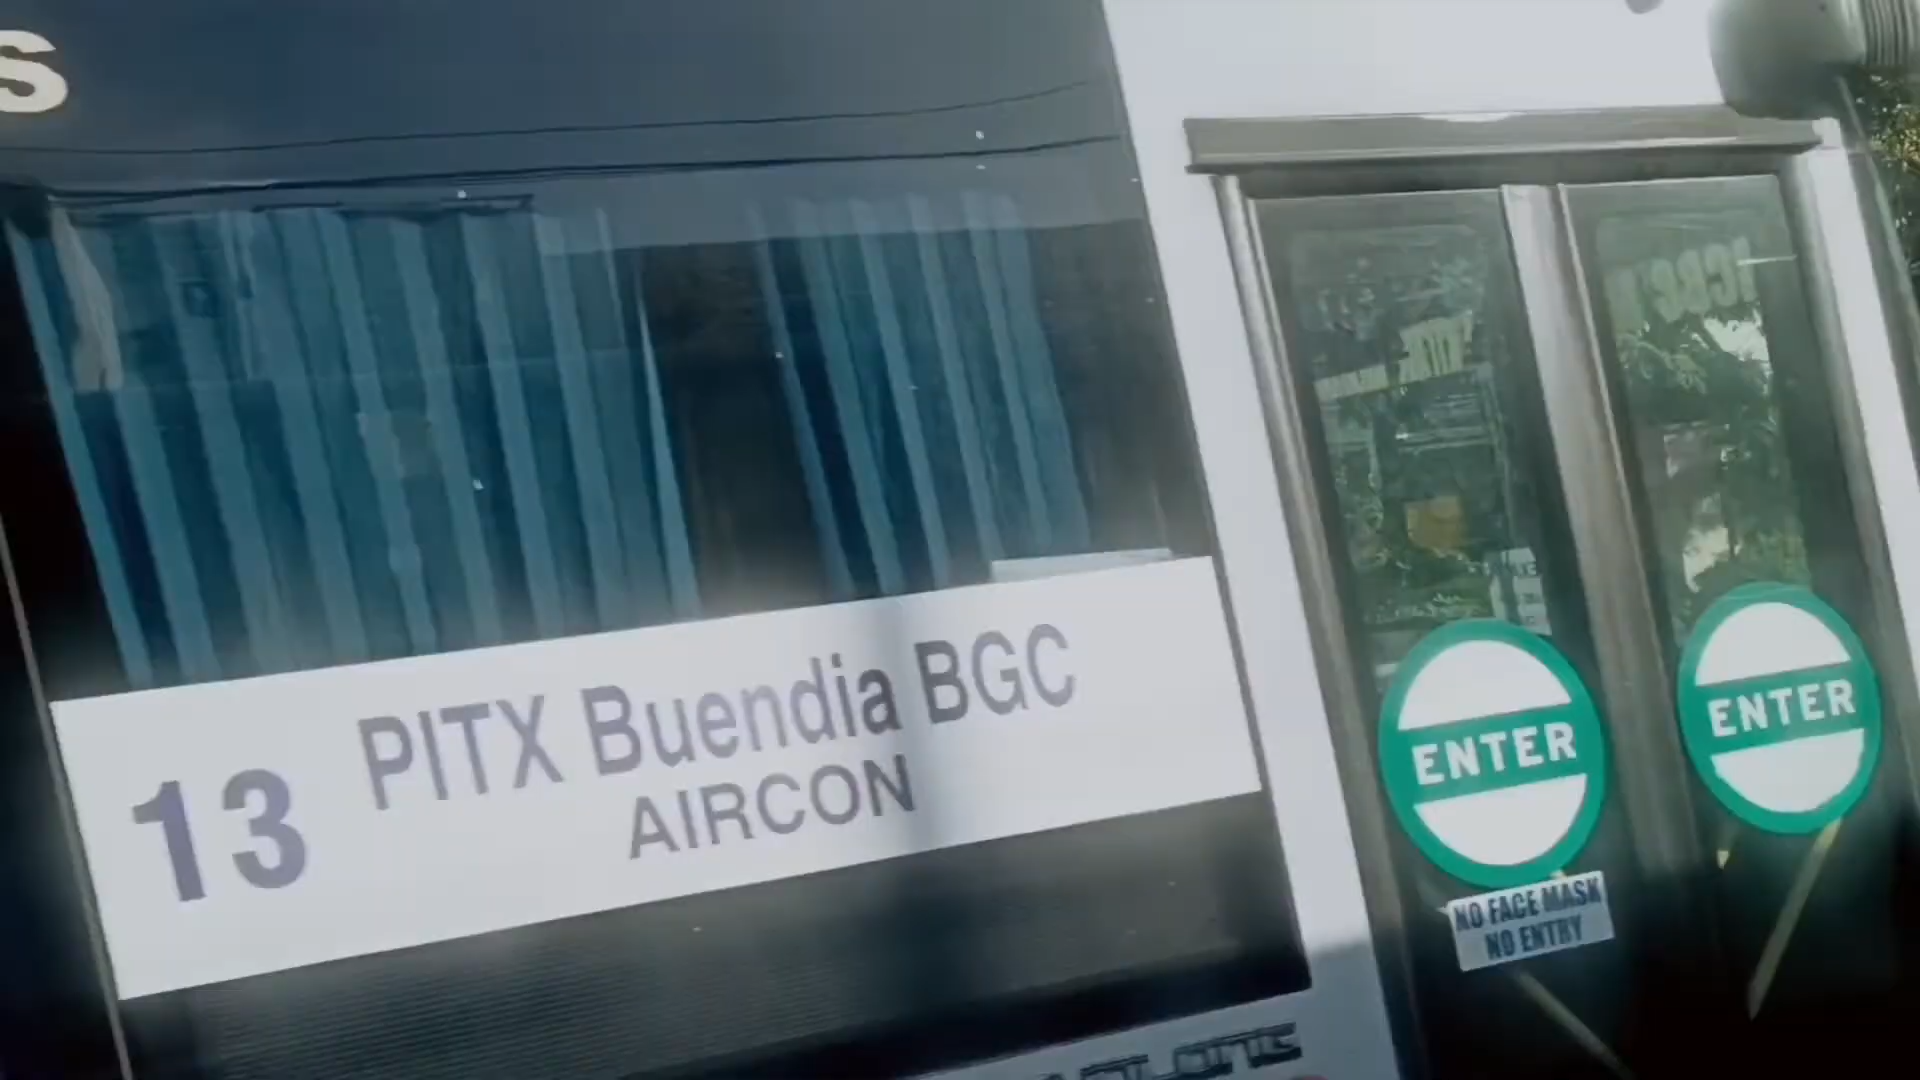 S
13
PITX Buendia BGC
AIRCON
ENTER
ENTER
NO FACE MASK
NO ENTRY